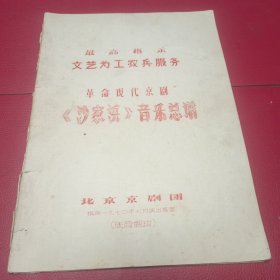 最高指示
文艺为工农兵服务
革命现代京剧
《沙家浜》音乐总谱
北京京剧团